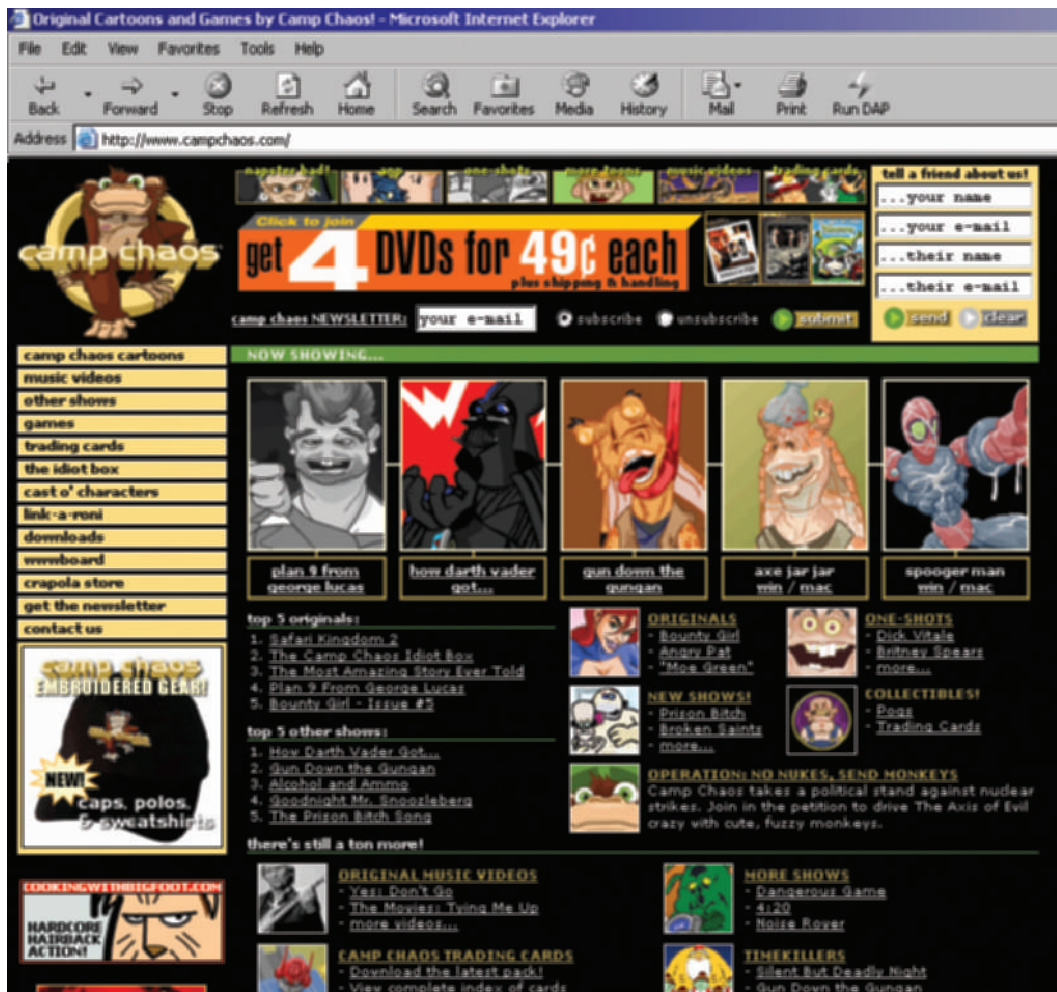 Original Cartoons and Games by Camp Chaos! - Microsoft Internet Explorer
File Edit View Favorites Tools Help
Back Forward Stop Refresh Home Search Favorites Media History Mail Print Run DAP
Address http://www.campchaos.com/
camp chaos
napster bad! aop one-shots more toons music videos trading cards
Click to join
get 4 DVDs for 49¢ each
plus shipping & handling
camp chaos NEWSLETTER: your e-mail subscribe unsubscribe submit
tell a friend about us!
...your name
...your e-mail
...their name
...their e-mail
send clear
camp chaos cartoons
music videos
other shows
games
trading cards
the idiot box
cast o' characters
link-a-roni
downloads
wwwboard
crapola store
get the newsletter
contact us
camp chaos
EMBROIDERED GEAR!
NEW!
caps, polos,
& sweatshirts
COOKINGWITHBIGFOOT.COM
HARDCORE
HAIRBACK
ACTION!
NOW SHOWING...
plan 9 from
george lucas
how darth vader
got...
gun down the
gungan
axe jar jar
win / mac
spooger man
win / mac
top 5 originals:
1. Safari Kingdom 2
2. The Camp Chaos Idiot Box
3. The Most Amazing Story Ever Told
4. Plan 9 From George Lucas
5. Bounty Girl - Issue #5
top 5 other shows:
1. How Darth Vader Got...
2. Gun Down the Gungan
3. Alcohol and Ammo
4. Goodnight Mr. Snoozleberg
5. The Prison Bitch Song
ORIGINALS
- Bounty Girl
- Angry Pat
- "Moe Green"
ONE-SHOTS
- Dick Vitale
- Britney Spears
- more...
NEW SHOWS!
- Prison Bitch
- Broken Saints
- more...
COLLECTIBLES!
- Pogs
- Trading Cards
OPERATION: NO NUKES, SEND MONKEYS
Camp Chaos takes a political stand against nuclear
strikes. Join in the petition to drive The Axis of Evil
crazy with cute, fuzzy monkeys.
there's still a ton more!
ORIGINAL MUSIC VIDEOS
- Yes: Don't Go
- The Movies: Tying Me Up
- more videos...
MORE SHOWS
- Dangerous Game
- 4:20
- Noise Rover
CAMP CHAOS TRADING CARDS
- Download the latest pack!
- View complete index of cards
TIMEKILLERS
- Silent But Deadly Night
- Gun Down the Gungan